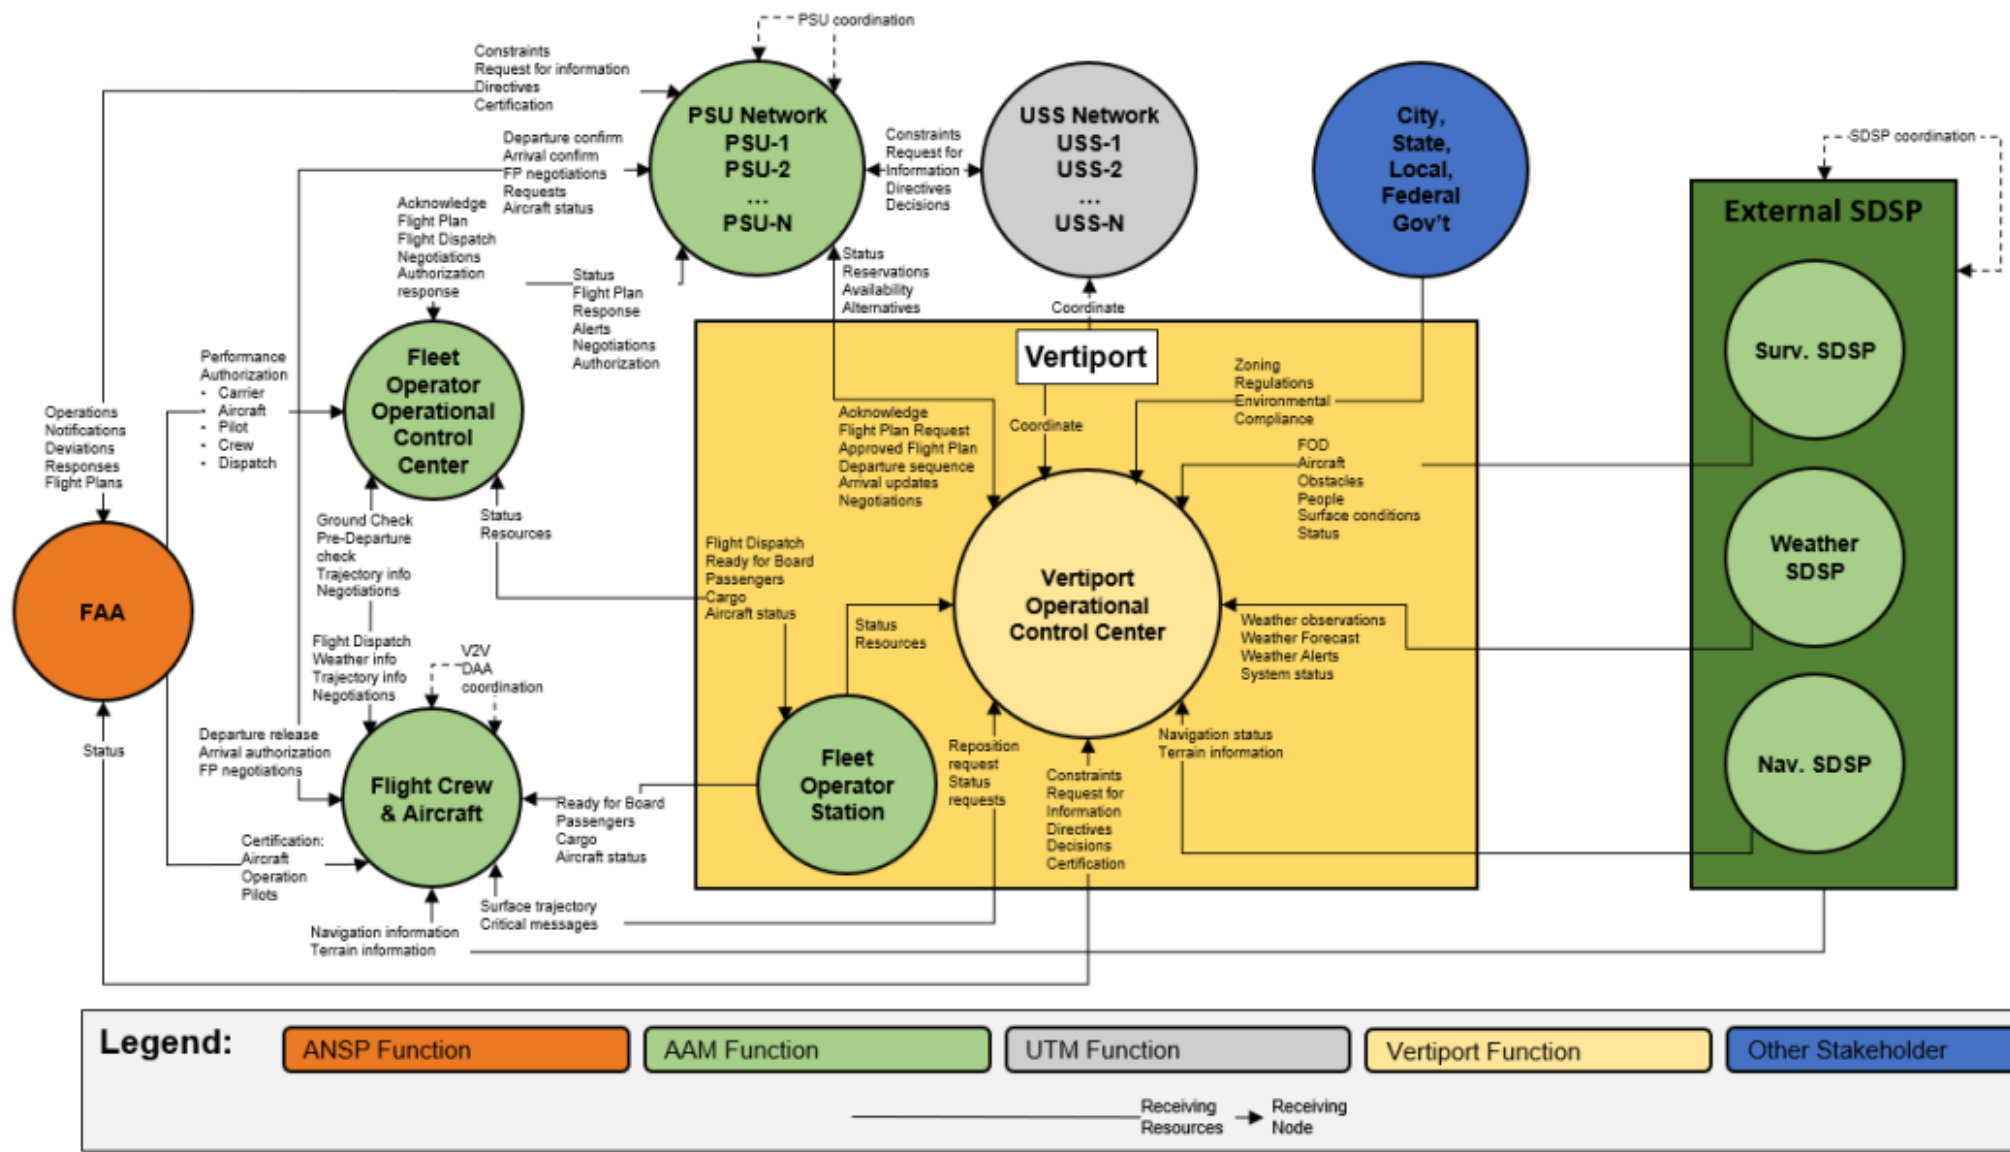 PSU coordination
Constraints
Request for information
Directives
Certification
PSU Network
PSU-1
PSU-2
...
PSU-N
USS Network
USS-1
USS-2
...
USS-N
City,
State,
Local,
Federal
Gov't
SDSP coordination
External SDSP
Surv. SDSP
Weather
SDSP
Nav. SDSP
Departure confirm
Arrival confirm
FP negotiations
Requests
Aircraft status
Constraints
Request for
Information
Directives
Decisions
Acknowledge
Flight Plan
Flight Dispatch
Negotiations
Authorization
response
Status
Flight Plan
Response
Alerts
Negotiations
Authorization
Status
Reservations
Availability
Alternatives
Coordinate
Vertiport
Coordinate
Zoning
Regulations
Environmental
Compliance
Fleet
Operator
Operational
Control
Center
Performance
Authorization
• Carrier
• Aircraft
• Pilot
• Crew
• Dispatch
Operations
Notifications
Deviations
Responses
Flight Plans
Acknowledge
Flight Plan Request
Approved Flight Plan
Departure sequence
Arrival updates
Negotiations
FOD
Aircraft
Obstacles
People
Surface conditions
Status
Ground Check
Pre-Departure
check
Trajectory info
Negotiations
Status
Resources
Flight Dispatch
Ready for Board
Passengers
Cargo
Aircraft status
FAA
Vertiport
Operational
Control Center
Status
Resources
Weather observations
Weather Forecast
Weather Alerts
System status
Flight Dispatch
Weather info
Trajectory info
Negotiations
V2V
DAA
coordination
Status
Departure release
Arrival authorization
FP negotiations
Flight Crew
& Aircraft
Ready for Board
Passengers
Cargo
Aircraft status
Fleet
Operator
Station
Reposition
request
Status
requests
Constraints
Request for
Information
Directives
Decisions
Certification
Navigation status
Terrain information
Certification:
Aircraft
Operation
Pilots
Surface trajectory
Critical messages
Navigation information
Terrain information
Legend:
ANSP Function
AAM Function
UTM Function
Vertiport Function
Other Stakeholder
Receiving
Resources
Receiving
Node